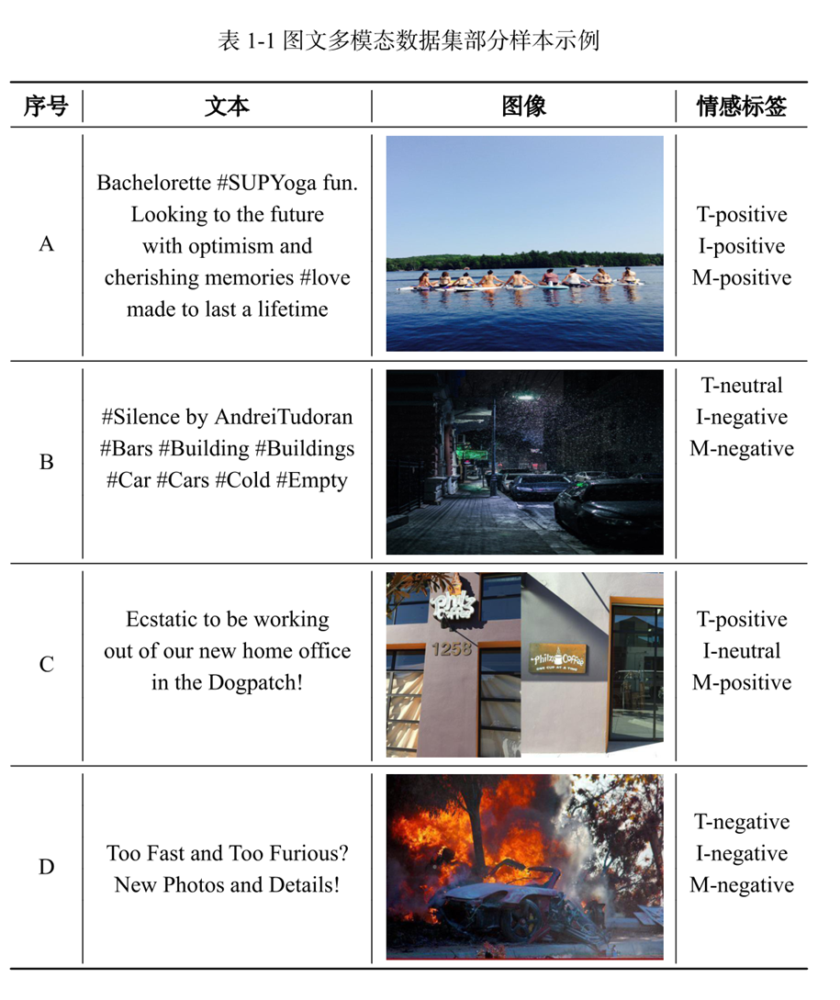 表 1-1 图文多模态数据集部分样本示例
序号 文本 图像 情感标签
A
Bachelorette #SUPYoga fun.
Looking to the future
with optimism and
cherishing memories #love
made to last a lifetime
T-positive
I-positive
M-positive
B
#Silence by AndreiTudoran
#Bars #Building #Buildings
#Car #Cars #Cold #Empty
T-neutral
I-negative
M-negative
C
Ecstatic to be working
out of our new home office
in the Dogpatch!
philz
coffee
1258
Philz Coffee
ONE CUP AT A TIME
T-positive
I-neutral
M-positive
D
Too Fast and Too Furious?
New Photos and Details!
T-negative
I-negative
M-negative